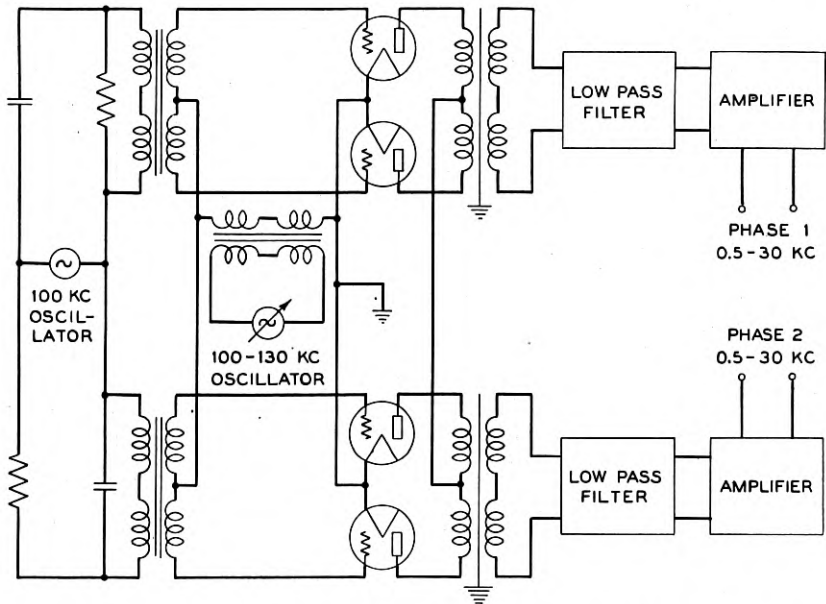 LOW PASS
FILTER
AMPLIFIER
PHASE 1
0.5-30 KC
100 KC
OSCIL-
LATOR
100-130 KC
OSCILLATOR
PHASE 2
0.5-30 KC
LOW PASS
FILTER
AMPLIFIER